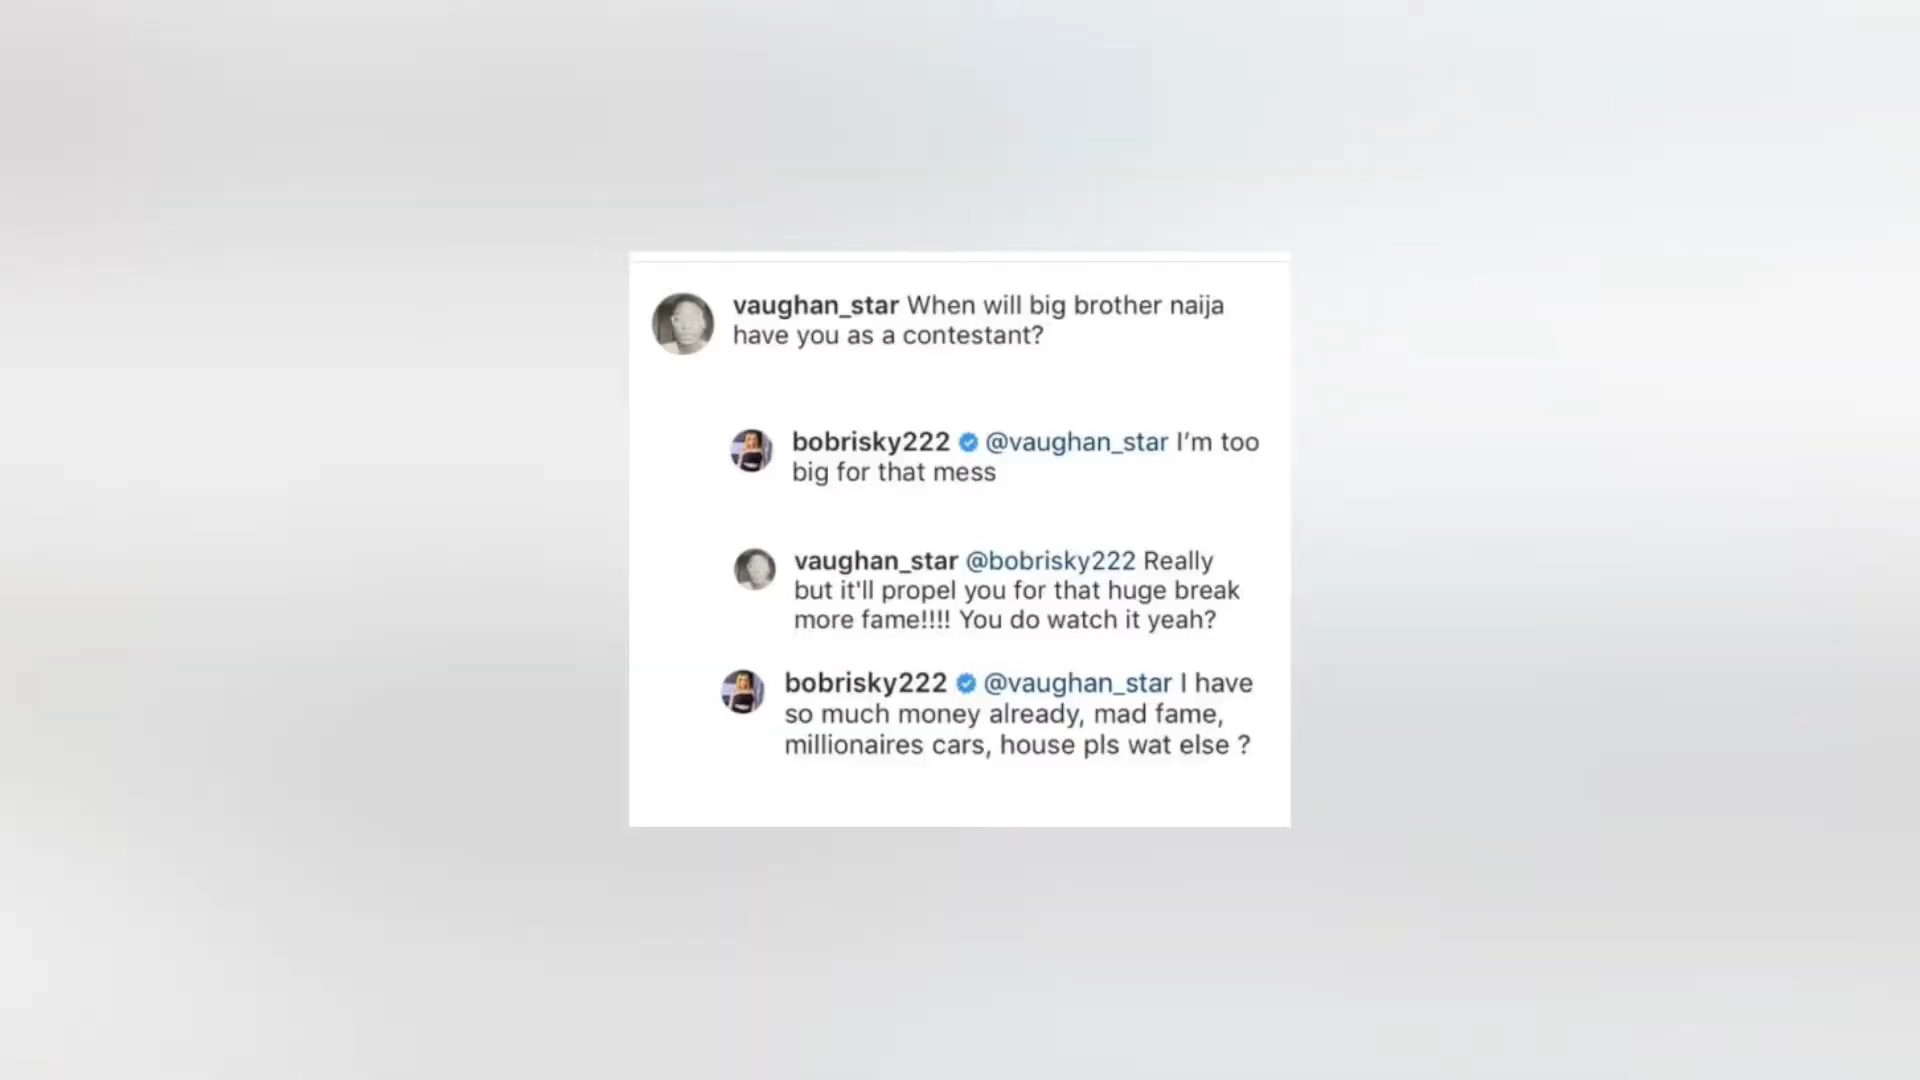 vaughan_star When will big brother naija
have you as a contestant?
bobrisky222 @vaughan_star I’m too
big for that mess
vaughan_star @bobrisky222 Really
but it'll propel you for that huge break
more fame!!!! You do watch it yeah?
bobrisky222 @vaughan_star I have
so much money already, mad fame,
millionaires cars, house pls wat else ?